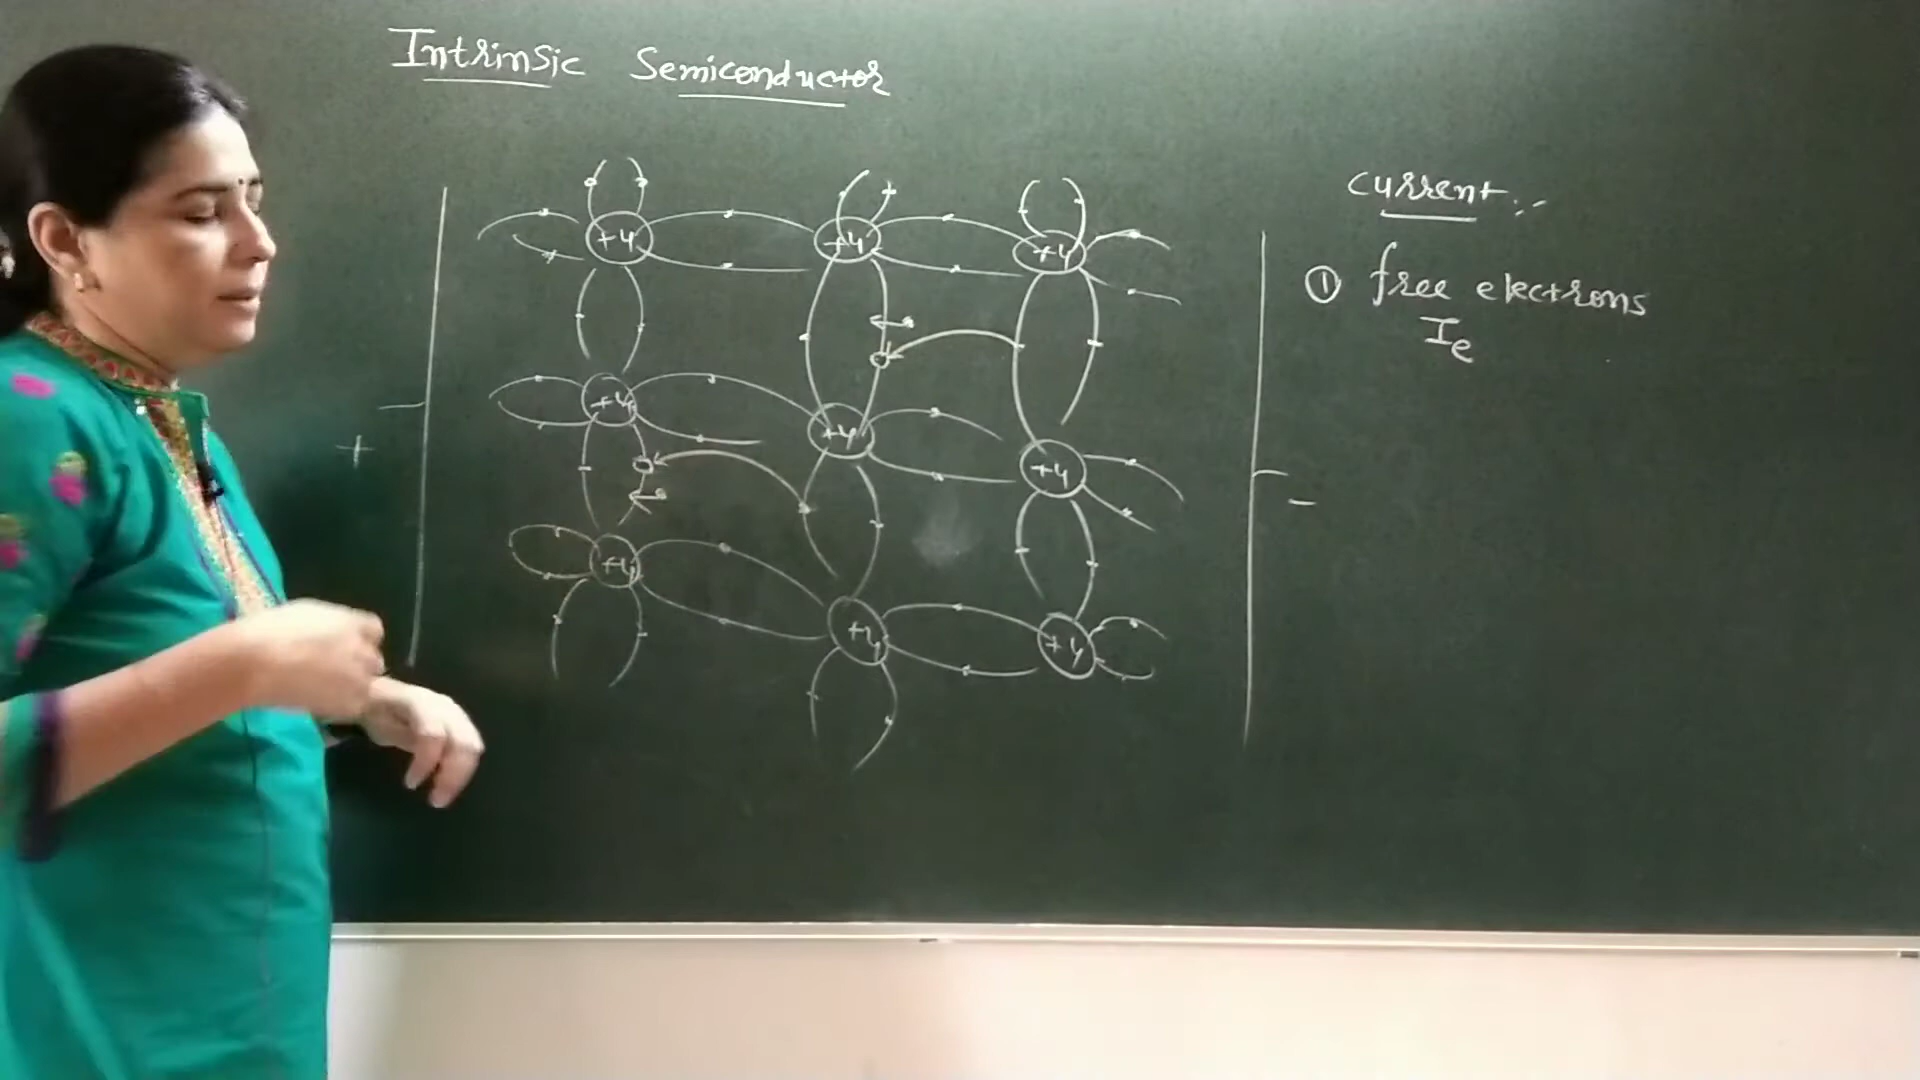 Intrinsic Semiconductor
current :-
① free electrons
Ie
+4 +4 +4
+4 +4 +4
+ -
+4 +4 +4